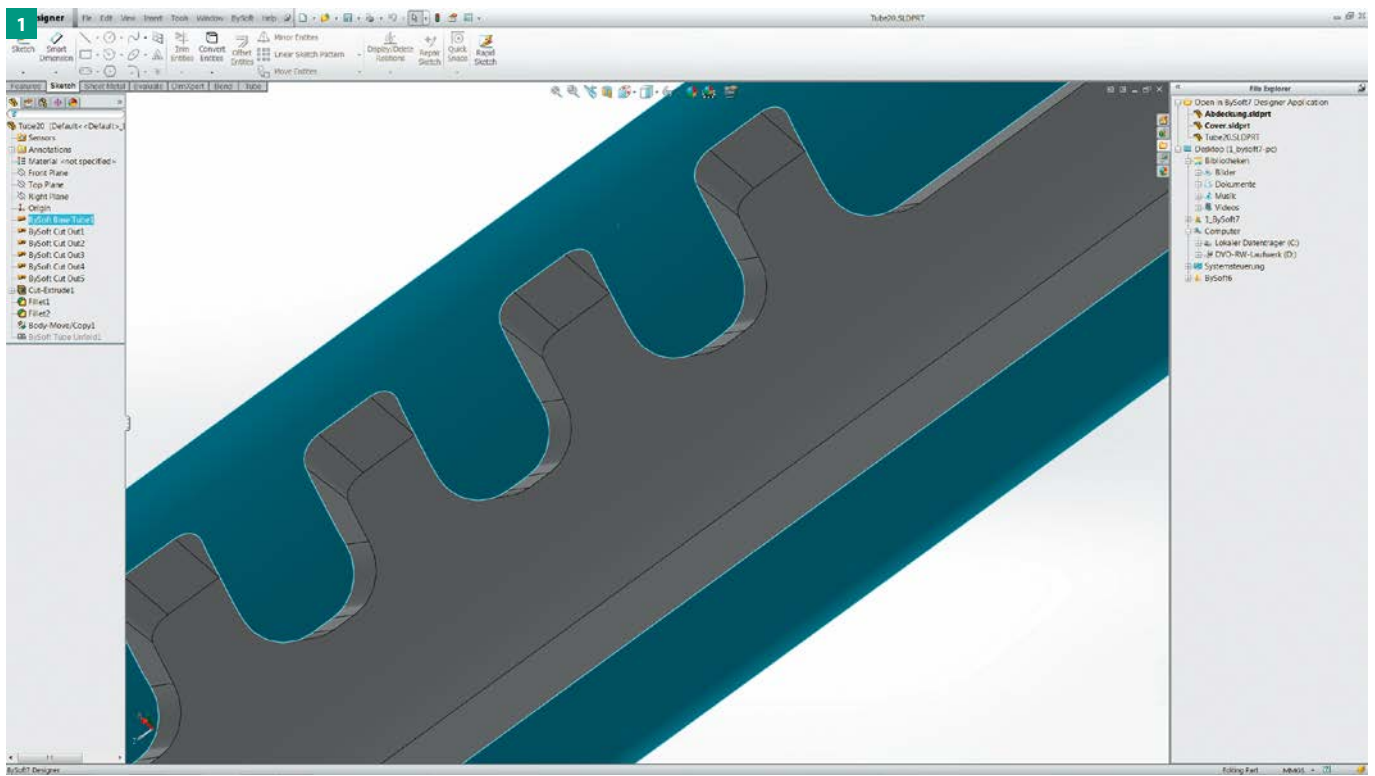 1
signer File Edit View Insert Tools Window BySoft Help
Tube20.SLDPRT
Sketch
Smart
Dimension
Trim
Entities
Convert
Entities
Offset
Entities
Mirror Entities
Linear Sketch Pattern
Move Entities
Display/Delete
Relations
Repair
Sketch
Quick
Snaps
Rapid
Sketch
Features Sketch Sheet Metal Evaluate DimXpert Bend Tube
Tube20 (Default<<Default>_
Sensors
Annotations
Material <not specified>
Front Plane
Top Plane
Right Plane
Origin
BySoft Base Tube1
BySoft Cut Out1
BySoft Cut Out2
BySoft Cut Out3
BySoft Cut Out4
BySoft Cut Out5
Cut-Extrude1
Fillet1
Fillet2
Body-Move/Copy1
BySoft Tube Unfold1
File Explorer
Open in BySoft7 Designer Application
Abdeckung.sldprt
Cover.sldprt
Tube20.SLDPRT
Desktop (1_bysoft7-pc)
Bibliotheken
Bilder
Dokumente
Musik
Videos
1_BySoft7
Computer
Lokaler Datenträger (C:)
DVD-RW-Laufwerk (D:)
Systemsteuerung
BySoft6
BySoft7 Designer
Editing Part
MMGS